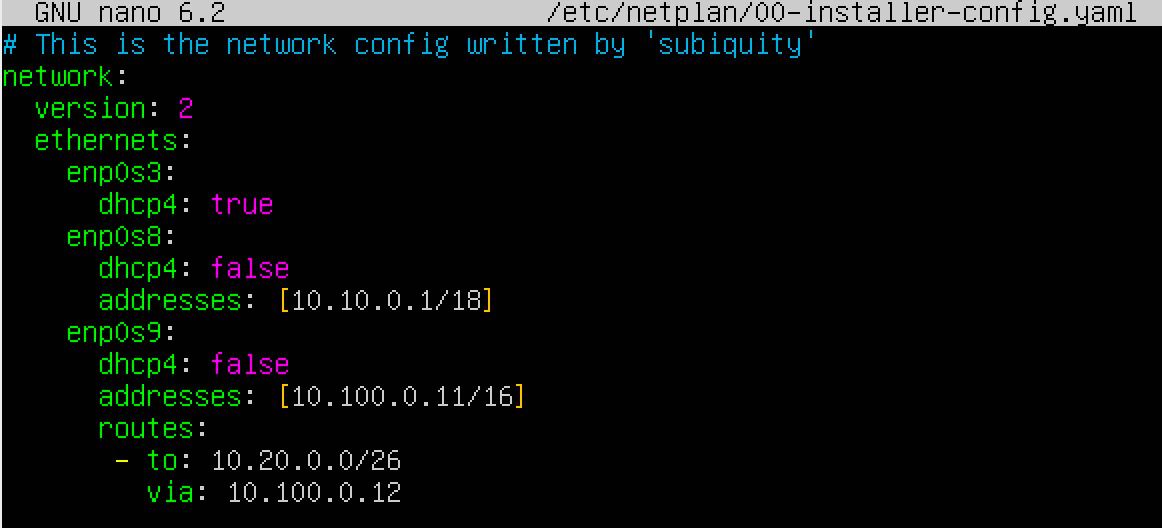 GNU nano 6.2 /etc/netplan/00-installer-config.yaml
# This is the network config written by 'subiquity'
network:
  version: 2
  ethernets:
    enp0s3:
      dhcp4: true
    enp0s8:
      dhcp4: false
      addresses: [10.10.0.1/18]
    enp0s9:
      dhcp4: false
      addresses: [10.100.0.11/16]
      routes:
       - to: 10.20.0.0/26
         via: 10.100.0.12